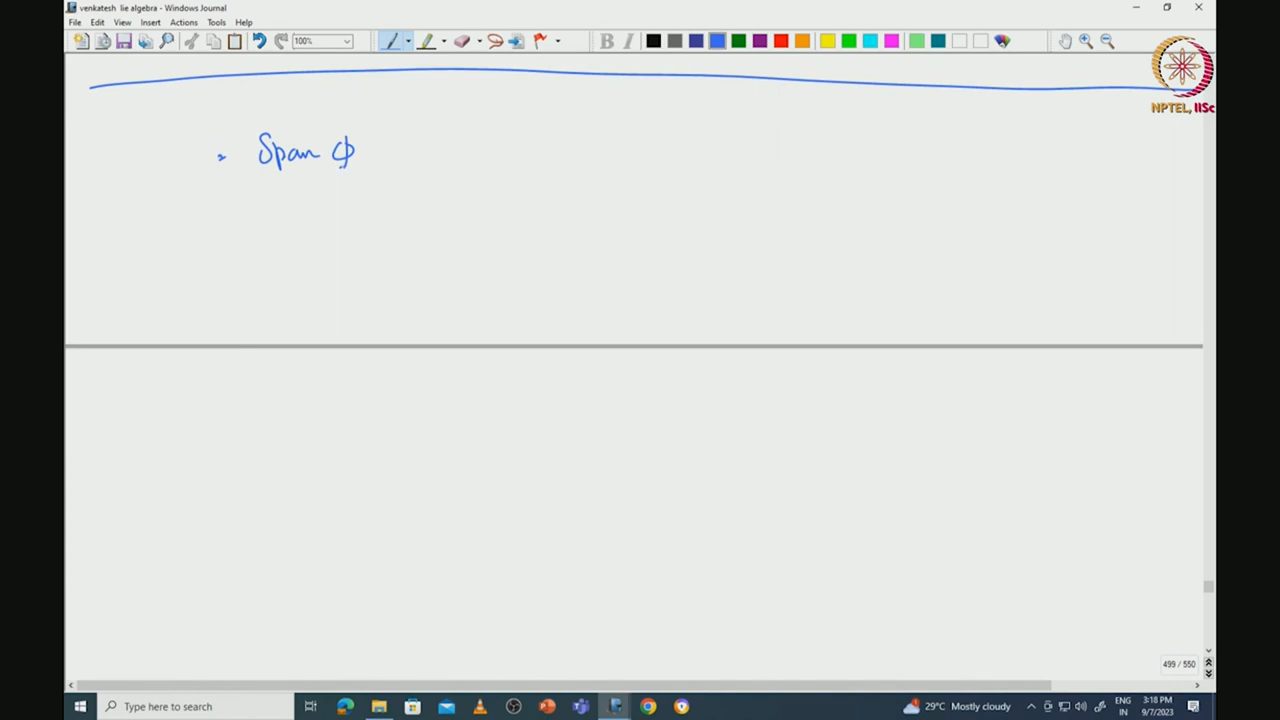 venkatesh lie algebra - Windows Journal
File Edit View Insert Actions Tools Help
100%
B I
NPTEL, IISc
Span Φ
499 / 550
Type here to search
29°C Mostly cloudy
ENG
IN
3:18 PM
9/7/2023